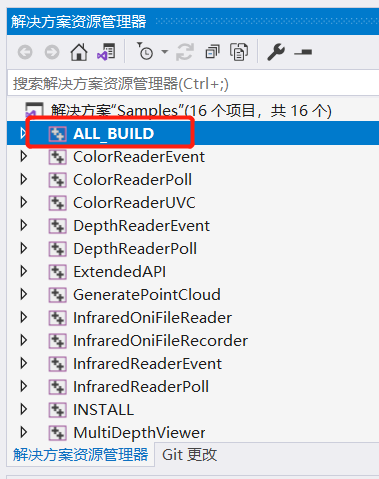 解决方案资源管理器
搜索解决方案资源管理器(Ctrl+;)
解决方案"Samples"(16 个项目，共 16 个)
ALL_BUILD
ColorReaderEvent
ColorReaderPoll
ColorReaderUVC
DepthReaderEvent
DepthReaderPoll
ExtendedAPI
GeneratePointCloud
InfraredOniFileReader
InfraredOniFileRecorder
InfraredReaderEvent
InfraredReaderPoll
INSTALL
MultiDepthViewer
解决方案资源管理器 Git 更改